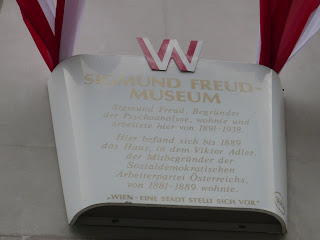 W
SIGMUND FREUD-
MUSEUM
Sigmund Freud, Begründer
der Psychoanalyse, wohnte und
arbeitete hier von 1891-1938.
Hier befand sich bis 1889
das Haus, in dem Viktor Adler,
der Mitbegründer der
Sozialdemokratischen
Arbeiterpartei Österreichs,
von 1881-1889 wohnte.
„WIEN - EINE STADT STELLT SICH VOR"